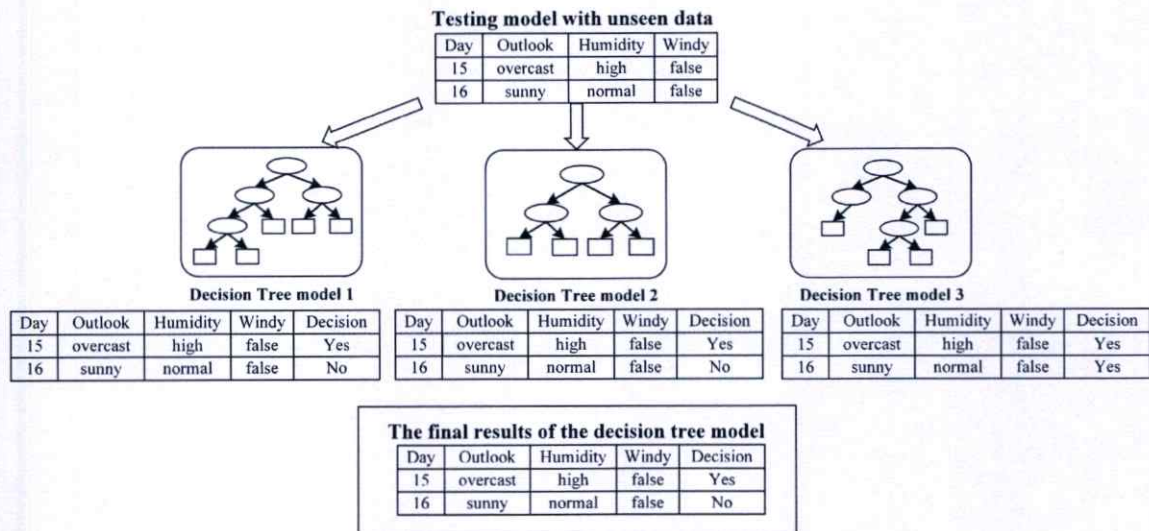 Testing model with unseen data
Day Outlook Humidity Windy
15 overcast high false
16 sunny normal false
Decision Tree model 1
Decision Tree model 2
Decision Tree model 3
Day Outlook Humidity Windy Decision
15 overcast high false Yes
16 sunny normal false No
Day Outlook Humidity Windy Decision
15 overcast high false Yes
16 sunny normal false No
Day Outlook Humidity Windy Decision
15 overcast high false Yes
16 sunny normal false Yes
The final results of the decision tree model
Day Outlook Humidity Windy Decision
15 overcast high false Yes
16 sunny normal false No